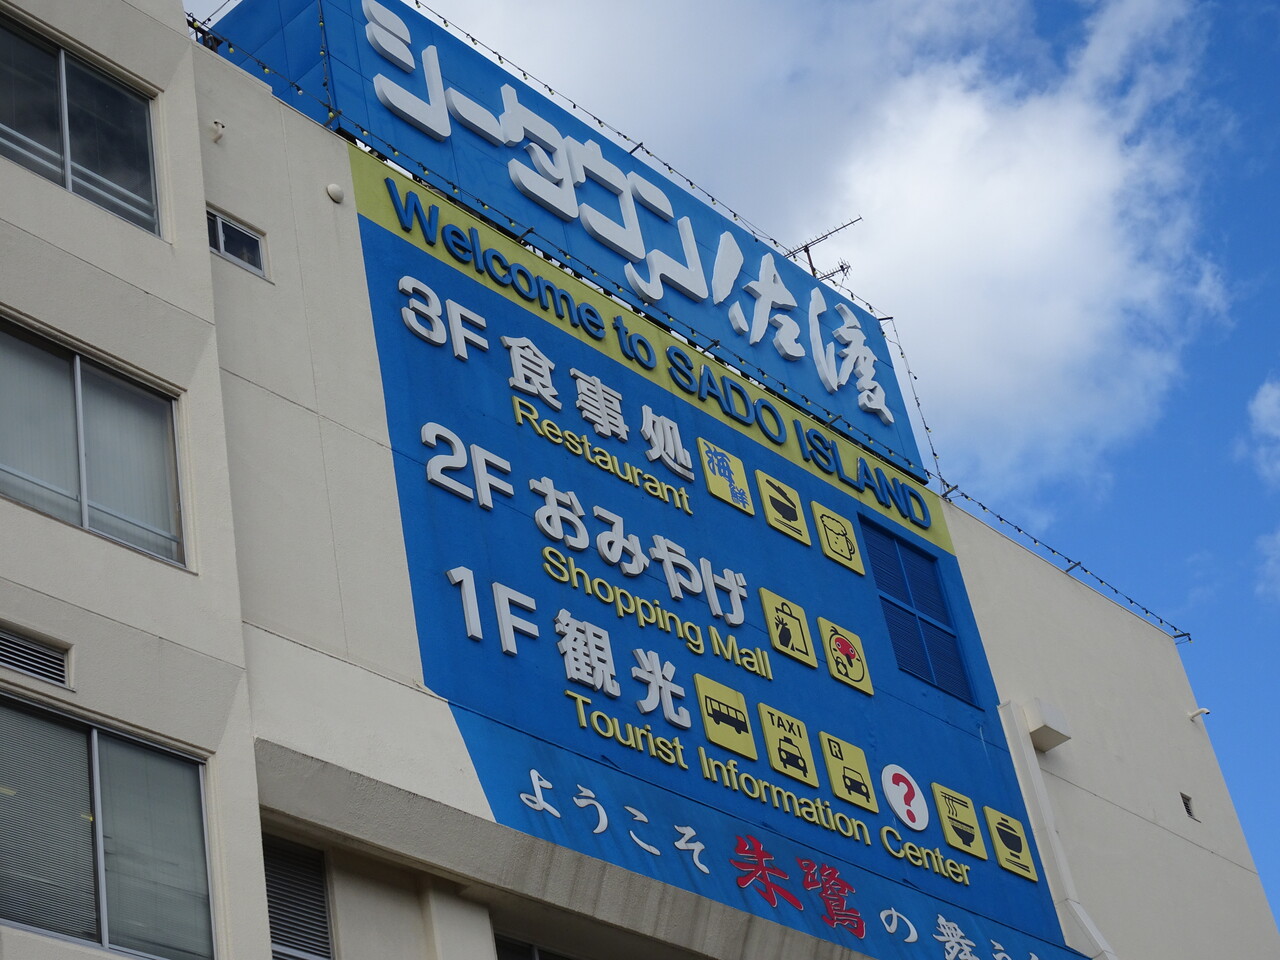 シータウン佐渡
Welcome to SADO ISLAND
3F 食事処
Restaurant
海鮮
2F おみやげ
Shopping Mall
1F 観光
TAXI
R
?
Tourist Information Center
ようこそ朱鷺の舞う